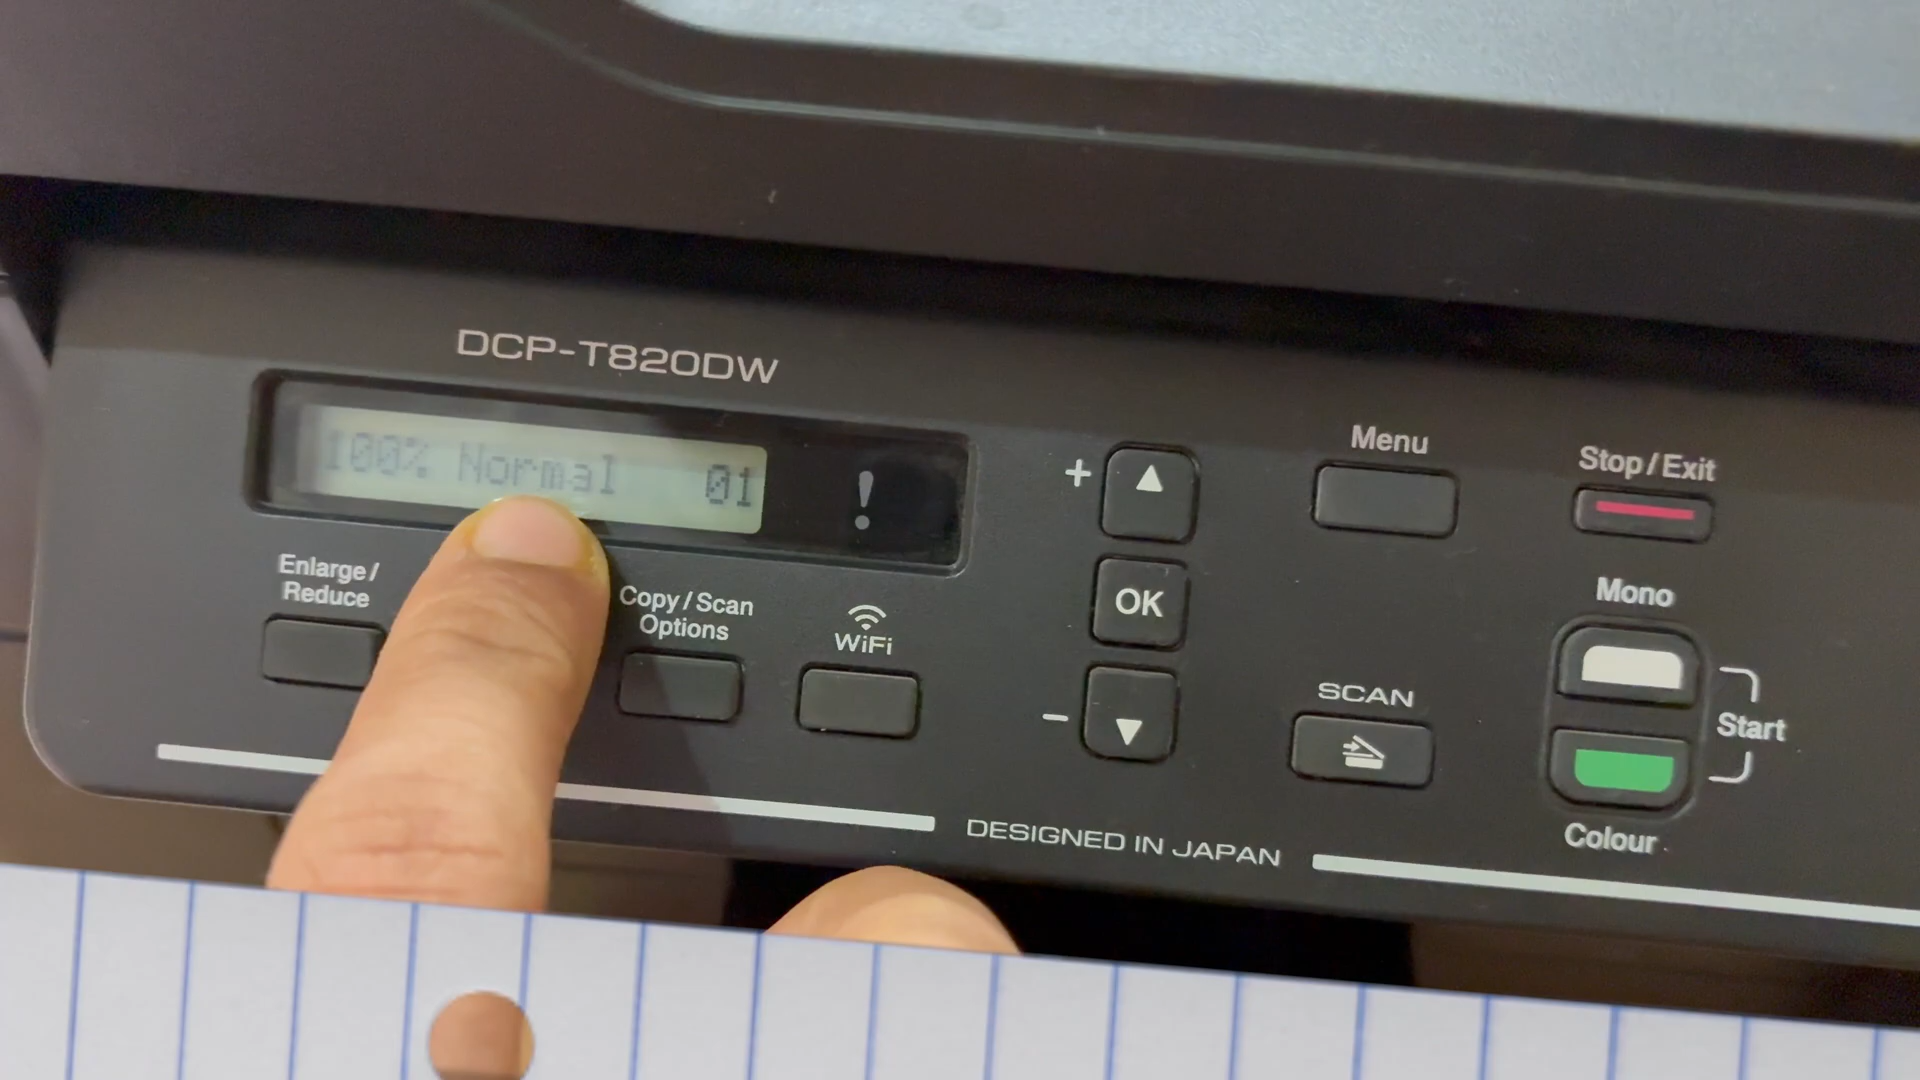 DCP-T820DW
100% Normal 01
!
Enlarge/
Reduce
Copy/Scan
Options
WiFi
+
OK
-
Menu
Stop/Exit
SCAN
Mono
Start
Colour
DESIGNED IN JAPAN